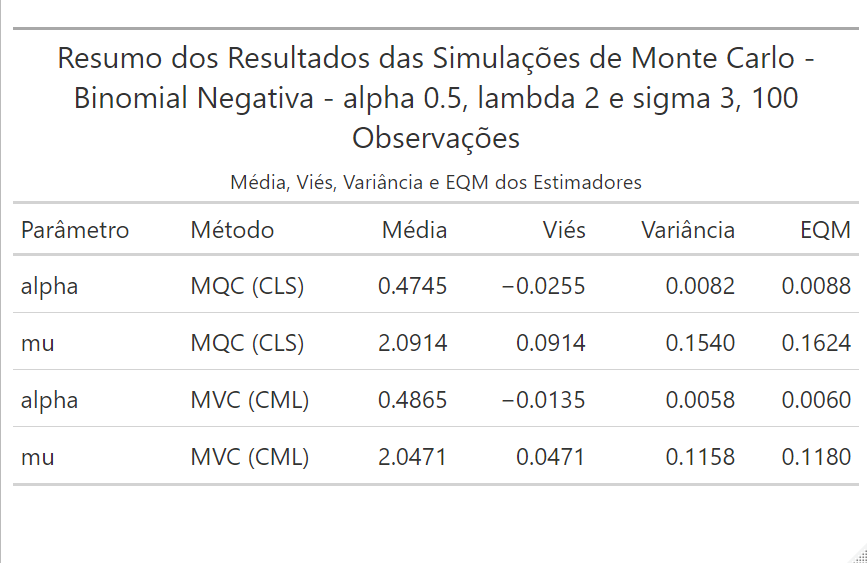 Resumo dos Resultados das Simulações de Monte Carlo -
Binomial Negativa - alpha 0.5, lambda 2 e sigma 3, 100
Observações
Média, Viés, Variância e EQM dos Estimadores
Parâmetro Método Média Viés Variância EQM
alpha MQC (CLS) 0.4745 −0.0255 0.0082 0.0088
mu MQC (CLS) 2.0914 0.0914 0.1540 0.1624
alpha MVC (CML) 0.4865 −0.0135 0.0058 0.0060
mu MVC (CML) 2.0471 0.0471 0.1158 0.1180